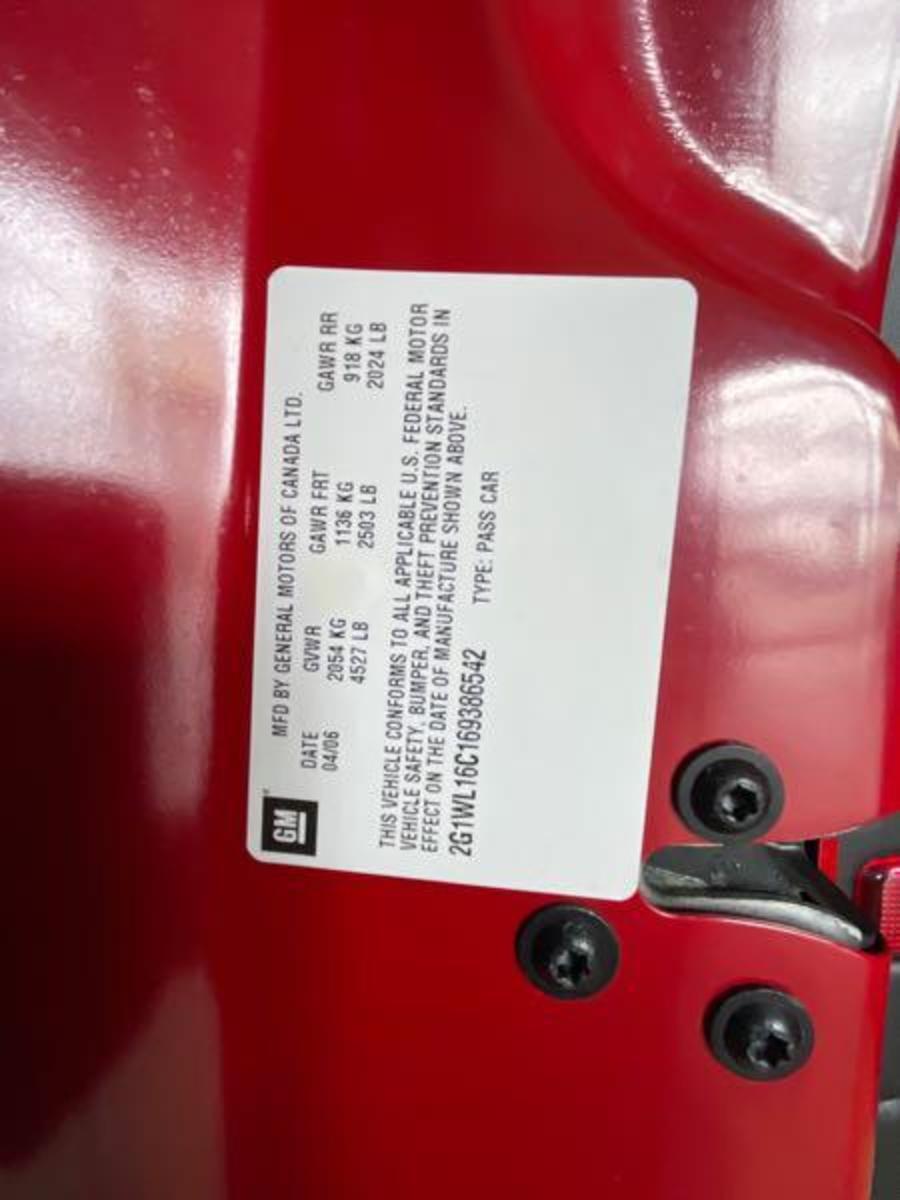 GM
MFD BY GENERAL MOTORS OF CANADA LTD.
DATE GVWR GAWR FRT GAWR RR
04/06 2054 KG 1136 KG 918 KG
4527 LB 2503 LB 2024 LB
THIS VEHICLE CONFORMS TO ALL APPLICABLE U.S. FEDERAL MOTOR
VEHICLE SAFETY, BUMPER, AND THEFT PREVENTION STANDARDS IN
EFFECT ON THE DATE OF MANUFACTURE SHOWN ABOVE.
2G1WL16C169386542 TYPE: PASS CAR